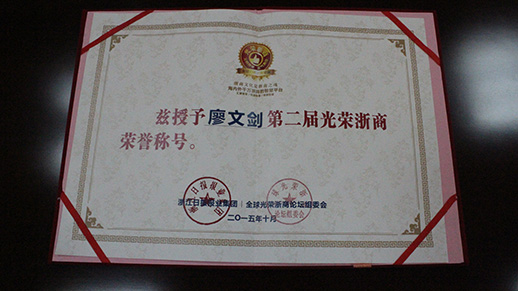 兹授予廖文剑第二届光荣浙商
荣誉称号。
浙江日报报业集团 | 全球光荣浙商论坛组委会
二〇一五年十月